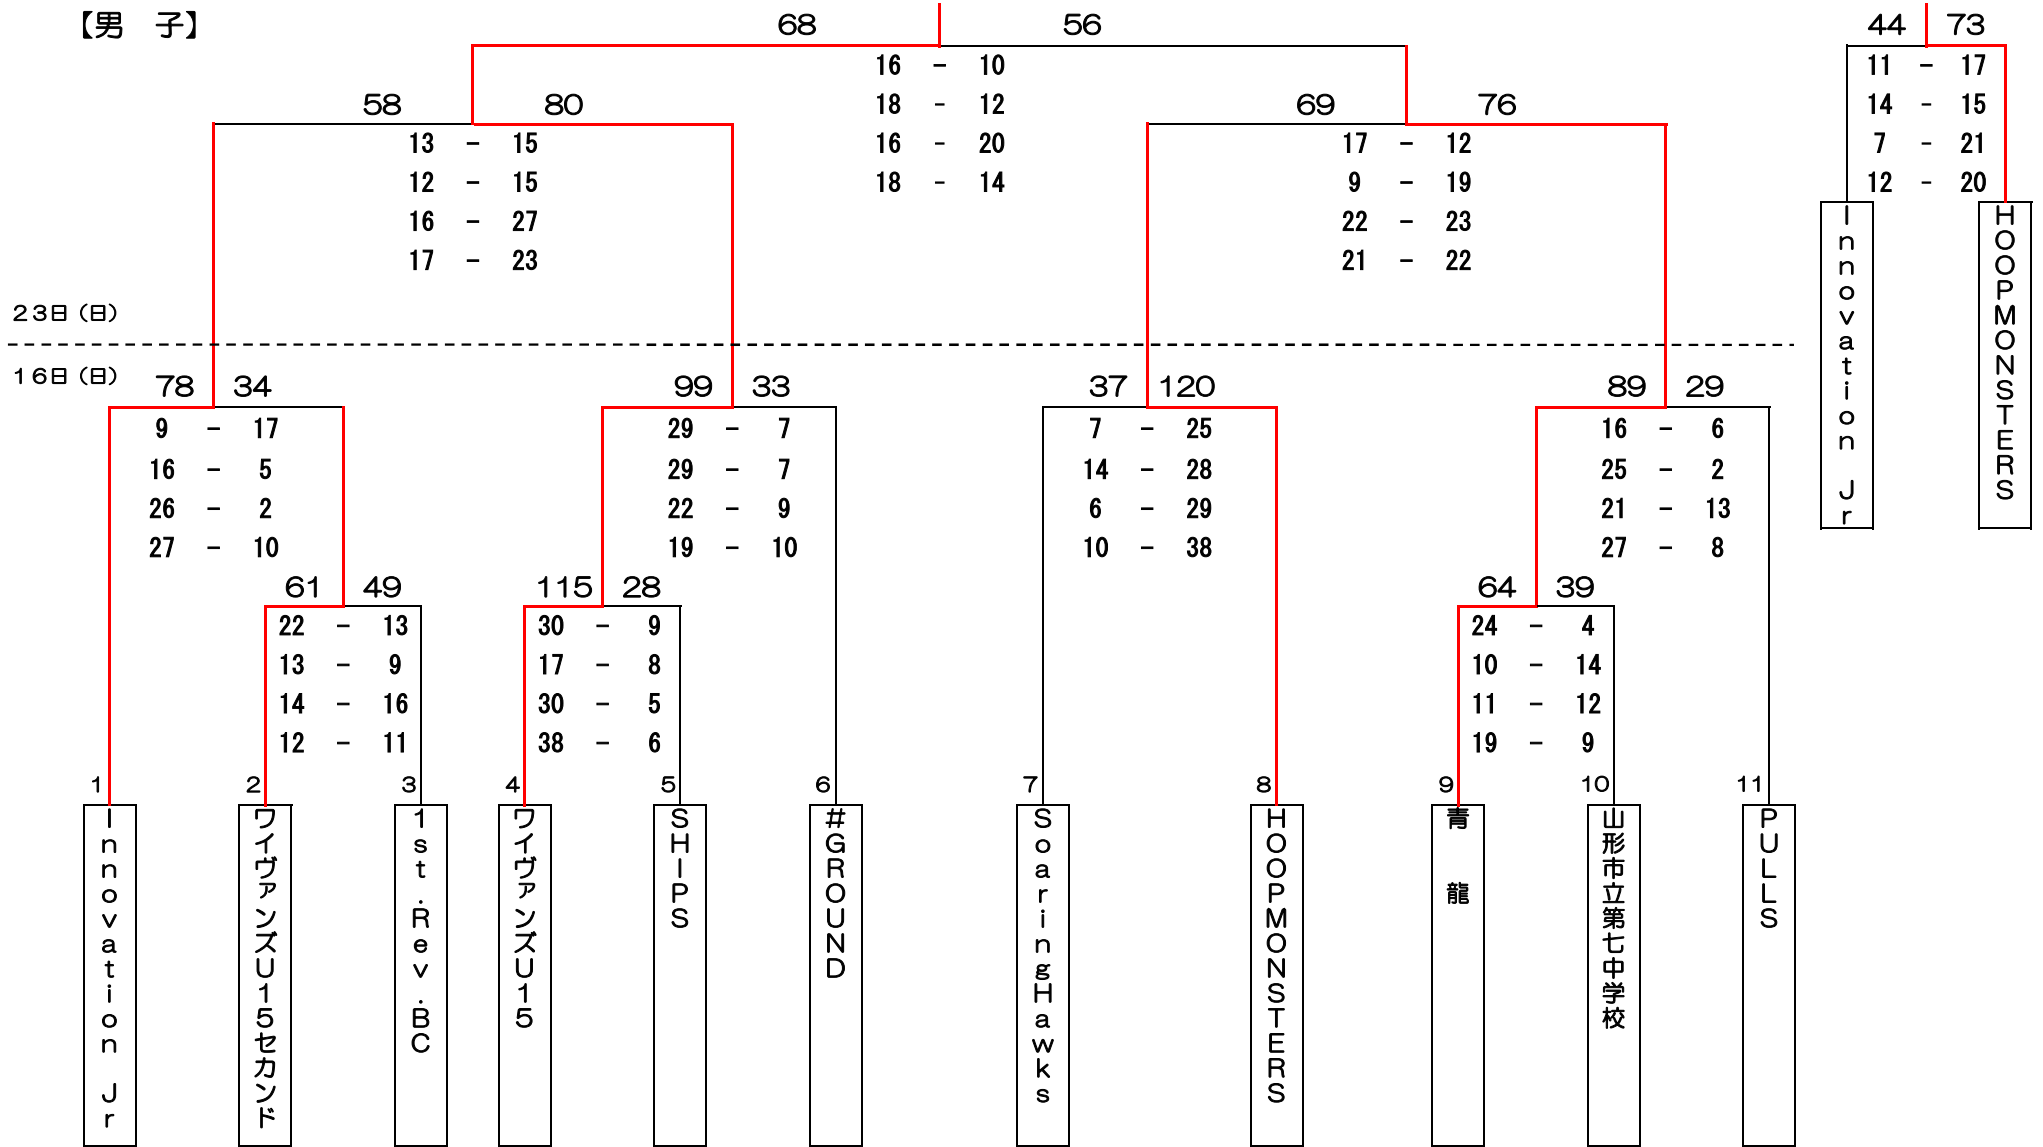 【男　子】
68 56
44 73
16 - 10
11 - 17
58 80
18 - 12
69 76
14 - 15
13 - 15
16 - 20
17 - 12
7 - 21
12 - 15
18 - 14
9 - 19
12 - 20
16 - 27
22 - 23
17 - 23
21 - 22
Innovation Jr
HOOPMONSTERS
23日（日）
16日（日）
78 34
99 33
37 120
89 29
9 - 17
29 - 7
7 - 25
16 - 6
16 - 5
29 - 7
14 - 28
25 - 2
26 - 2
22 - 9
6 - 29
21 - 13
27 - 10
19 - 10
10 - 38
27 - 8
61 49
115 28
64 39
22 - 13
30 - 9
24 - 4
13 - 9
17 - 8
10 - 14
14 - 16
30 - 5
11 - 12
12 - 11
38 - 6
19 - 9
1 2 3 4 5 6 7 8 9 10 11
Innovation Jr
ワイヴァンズU15セカンド
1st.Rev.BC
ワイヴァンズU15
SHIPS
#GROUND
SoaringHawks
HOOPMONSTERS
青　龍
山形市立第七中学校
PULLS